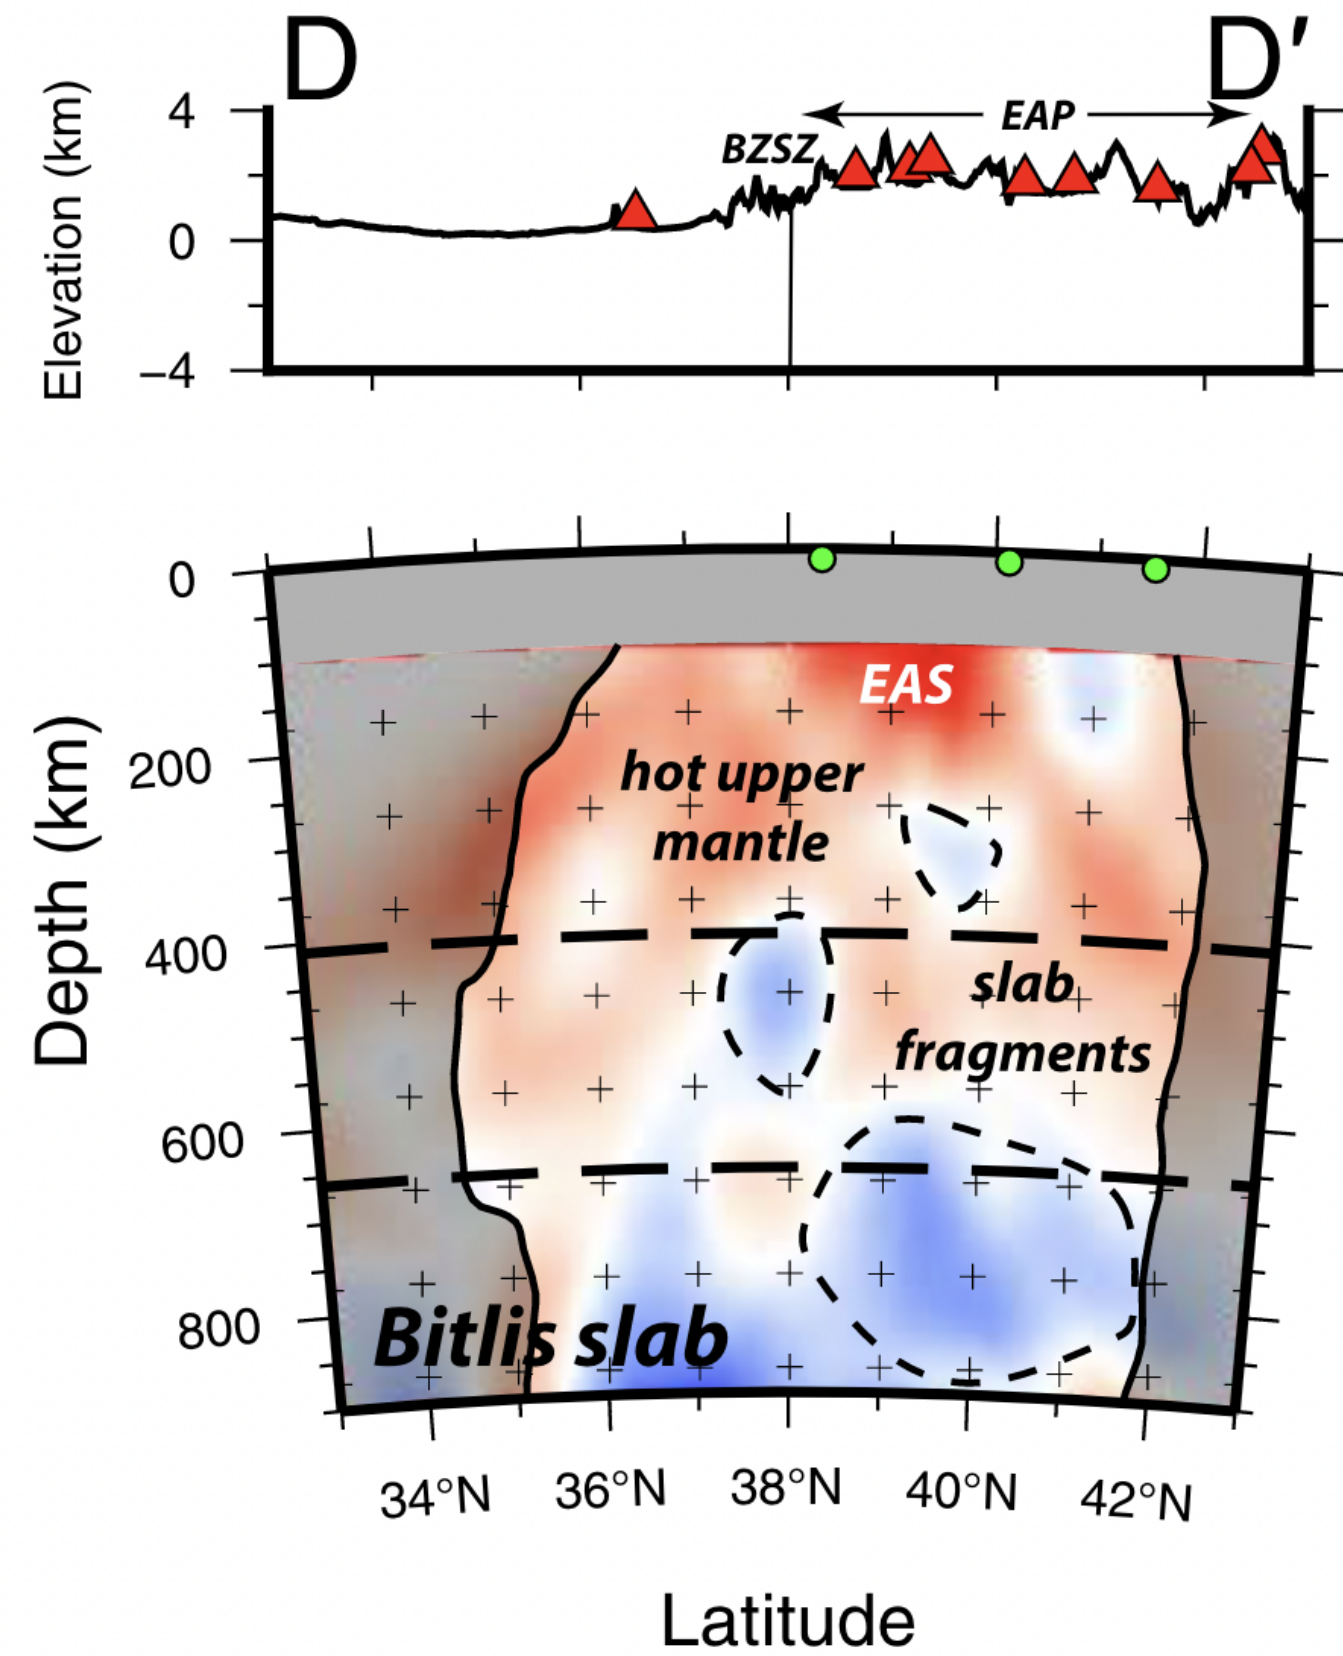 D
D′
Elevation (km)
4
0
−4
BZSZ
EAP
Depth (km)
0
200
400
600
800
EAS
hot upper
mantle
slab
fragments
Bitlis slab
34°N
36°N
38°N
40°N
42°N
Latitude